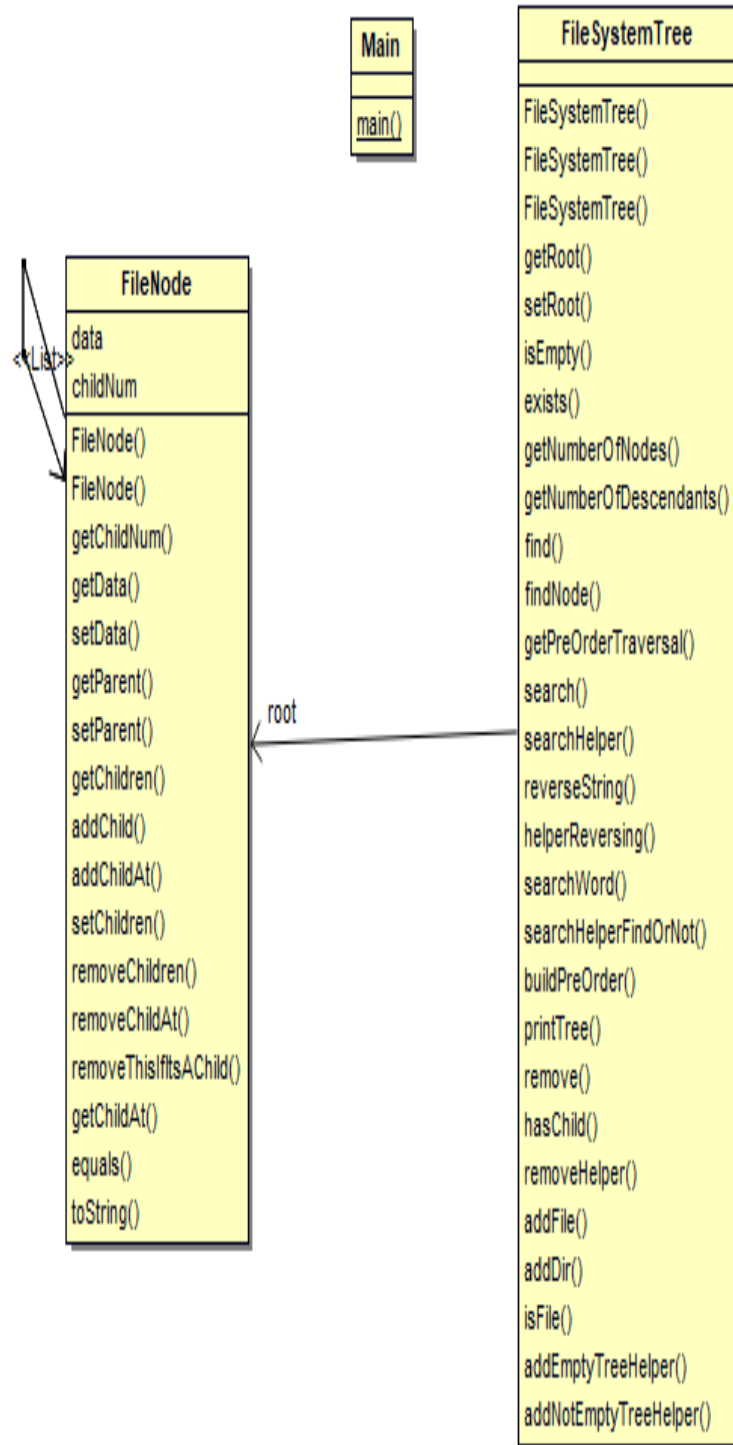 Main
main()
FileSystemTree
FileSystemTree()
FileSystemTree()
FileSystemTree()
getRoot()
setRoot()
isEmpty()
exists()
getNumberOfNodes()
getNumberOfDescendants()
find()
findNode()
getPreOrderTraversal()
search()
searchHelper()
reverseString()
helperReversing()
searchWord()
searchHelperFindOrNot()
buildPreOrder()
printTree()
remove()
hasChild()
removeHelper()
addFile()
addDir()
isFile()
addEmptyTreeHelper()
addNotEmptyTreeHelper()
FileNode
data
childNum
FileNode()
FileNode()
getChildNum()
getData()
setData()
getParent()
setParent()
getChildren()
addChild()
addChildAt()
setChildren()
removeChildren()
removeChildAt()
removeThisIfItsAChild()
getChildAt()
equals()
toString()
<<List>>
root